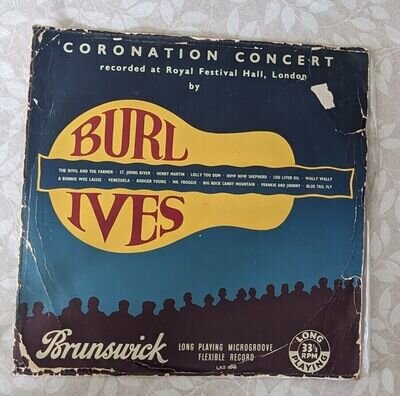 CORONATION CONCERT
recorded at Royal Festival Hall, London
by
BURL
THE DEVIL AND THE FARMER · ST. JOHNS RIVER · HENRY MARTIN · LOLLY TOO DUM · HOW NOW SHEPHERD · COD LIVER OIL · WALLY WALLY
A BONNIE WEE LASSIE · VENEZUELA · RODGER YOUNG · MR. FROGGIE · BIG ROCK CANDY MOUNTAIN · FRANKIE AND JOHNNY · BLUE TAIL FLY
IVES
Brunswick
LONG PLAYING MICROGROOVE
FLEXIBLE RECORD
LAT
LONG
33⅓
RPM
PLAYING